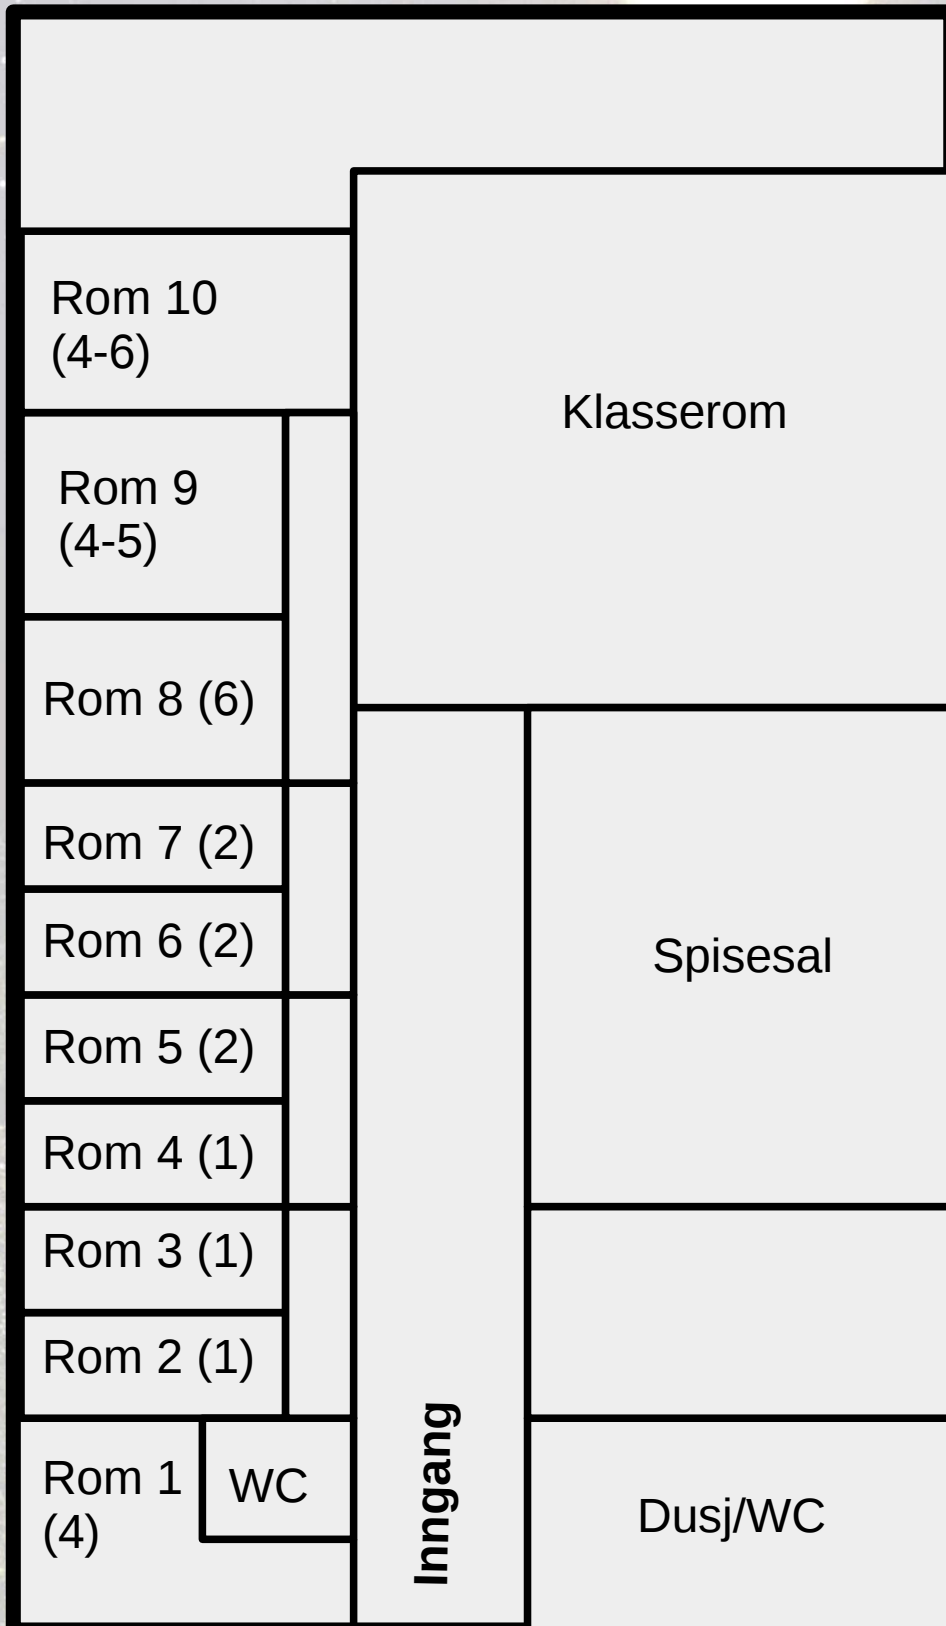 Rom 10
(4-6)
Klasserom
Rom 9
(4-5)
Rom 8 (6)
Rom 7 (2)
Rom 6 (2)
Spisesal
Rom 5 (2)
Rom 4 (1)
Rom 3 (1)
Rom 2 (1)
Rom 1
(4)
WC
Inngang
Dusj/WC